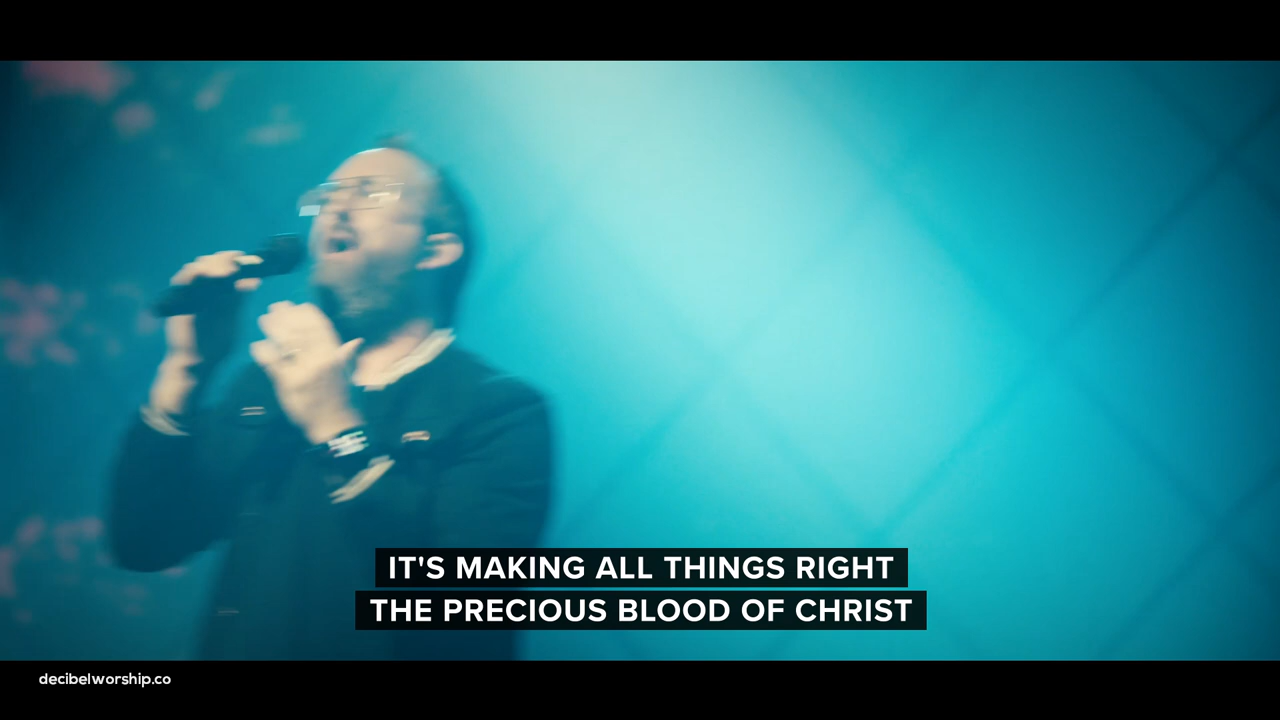 IT'S MAKING ALL THINGS RIGHT
THE PRECIOUS BLOOD OF CHRIST
decibelworship.co